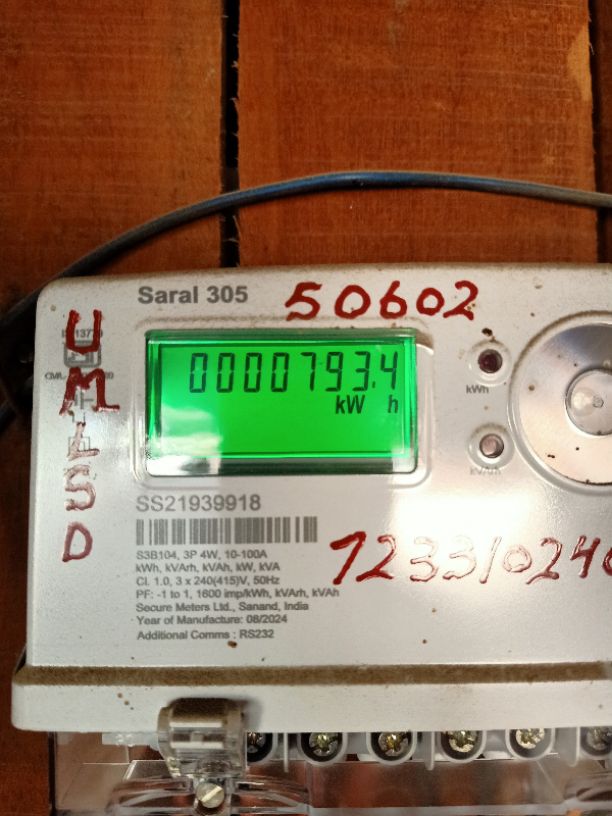 Saral 305
50602
0000793.4
kW h
kWh
kVArh
UMLSD
SS21939918
S3B104, 3P 4W, 10-100A
kWh, kVArh, kVAh, kW, kVA
Cl. 1.0, 3 x 240(415)V, 50Hz
PF: -1 to 1, 1600 imp/kWh, kVArh, kVAh
Secure Meters Ltd., Sanand, India
Year of Manufacture: 08/2024
Additional Comms : RS232